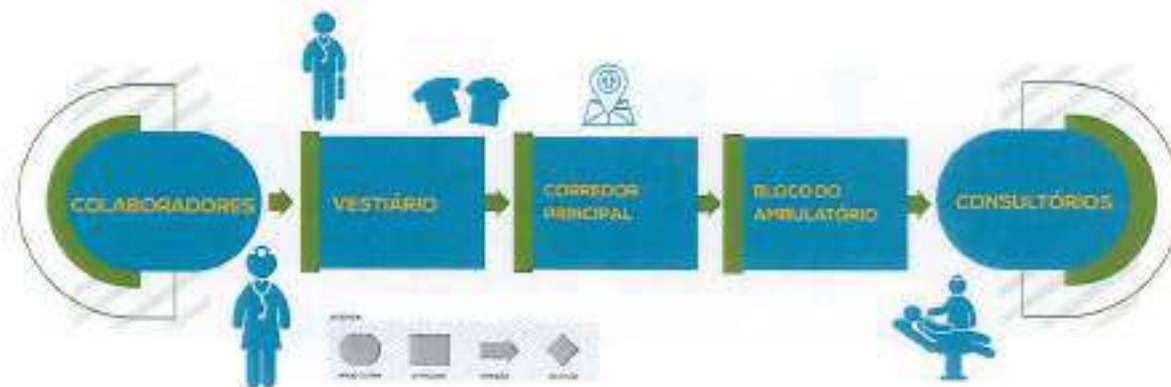 COLABORADORES
VESTIÁRIO
CORREDOR
PRINCIPAL
BLOCO DO
AMBULATÓRIO
CONSULTÓRIOS